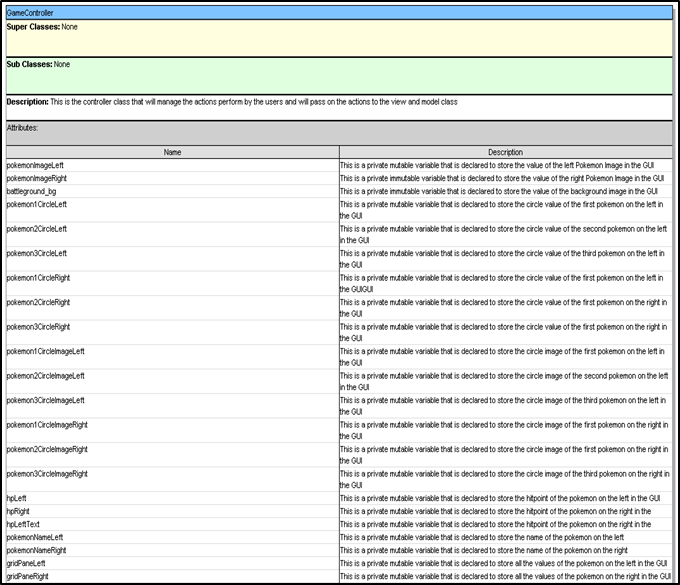 GameController
Super Classes: None
Sub Classes: None
Description: This is the controller class that will manage the actions perform by the users and will pass on the actions to the view and model class
Attributes:
Name Description
pokemonImageLeft This is a private mutable variable that is declared to store the value of the left Pokemon Image in the GUI
pokemonImageRight This is a private immutable variable that is declared to store the value of the right Pokemon Image in the GUI
battleground_bg This is a private immutable variable that is declared to store the value of the background image in the GUI
pokemon1CircleLeft This is a private mutable variable that is declared to store the circle value of the first pokemon on the left in
the GUI
pokemon2CircleLeft This is a private mutable variable that is declared to store the circle value of the second pokemon on the left
in the GUI
pokemon3CircleLeft This is a private mutable variable that is declared to store the circle value of the third pokemon on the left in
the GUI
pokemon1CircleRight This is a private mutable variable that is declared to store the circle value of the first pokemon on the left in
the GUIGUI
pokemon2CircleRight This is a private mutable variable that is declared to store the circle value of the first pokemon on the right in
the GUI
pokemon3CircleRight This is a private mutable variable that is declared to store the circle value of the first pokemon on the right in
the GUI
pokemon1CircleImageLeft This is a private mutable variable that is declared to store the circle image of the first pokemon on the left in
the GUI
pokemon2CircleImageLeft This is a private mutable variable that is declared to store the circle image of the second pokemon on the left
in the GUI
pokemon3CircleImageLeft This is a private mutable variable that is declared to store the circle image of the third pokemon on the left in
the GUI
pokemon1CircleImageRight This is a private mutable variable that is declared to store the circle image of the first pokemon on the right in
the GUI
pokemon2CircleImageRight This is a private mutable variable that is declared to store the circle image of the first pokemon on the right in
the GUI
pokemon3CircleImageRight This is a private mutable variable that is declared to store the circle image of the third pokemon on the right in
the GUI
hpLeft This is a private mutable variable that is declared to store the hitpoint of the pokemon on the left in the GUI
hpRight This is a private mutable variable that is declared to store the hitpoint of the pokemon on the right in the
hpLeftText This is a private mutable variable that is declared to store the hitpoint of the pokemon on the right in the
pokemonNameLeft This is a private mutable variable that is declared to store the name of the pokemon on the left
pokemonNameRight This is a private mutable variable that is declared to store the name of the pokemon on the right
gridPaneLeft This is a private mutable variable that is declared to store all the values of the pokemon on the left in the GUI
gridPaneRight This is a private mutable variable that is declared to store all the values of the pokemon on the right in the GUI